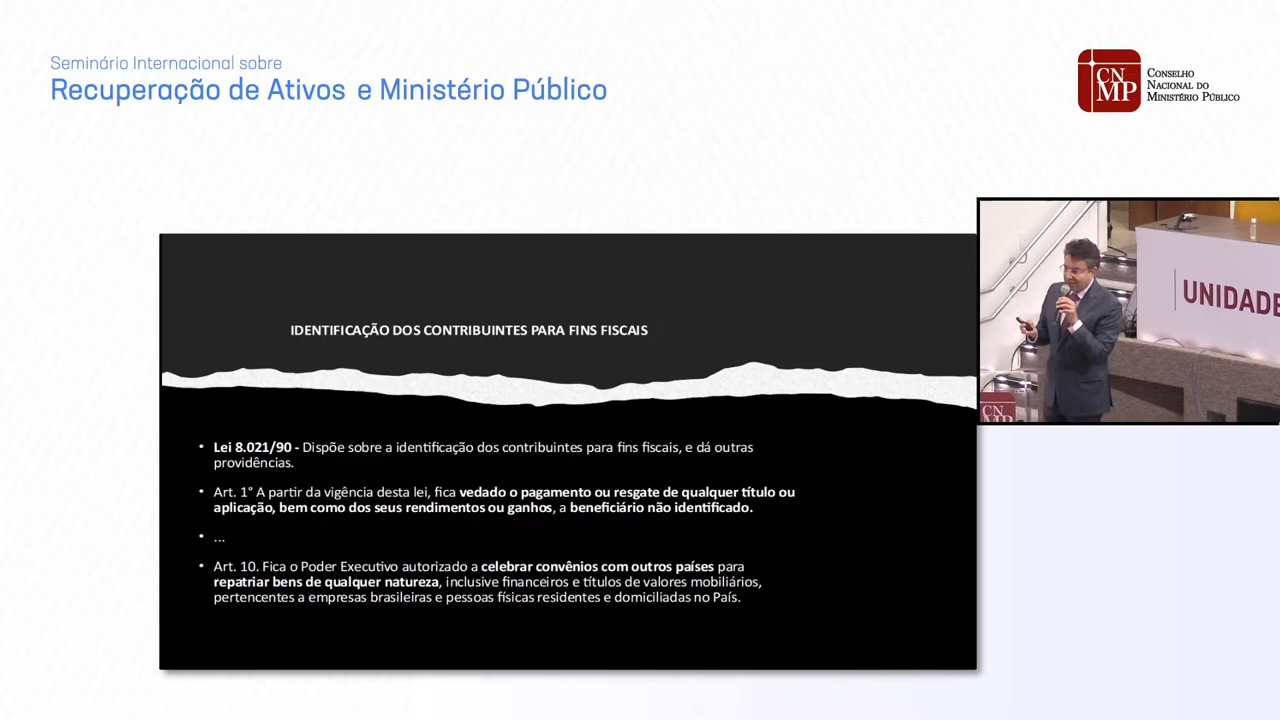 Seminário Internacional sobre
Recuperação de Ativos e Ministério Público
CN
MP
CONSELHO
NACIONAL DO
MINISTÉRIO PÚBLICO
UNIDADE
CN
IDENTIFICAÇÃO DOS CONTRIBUINTES PARA FINS FISCAIS
• Lei 8.021/90 - Dispõe sobre a identificação dos contribuintes para fins fiscais, e dá outras
providências.
• Art. 1° A partir da vigência desta lei, fica vedado o pagamento ou resgate de qualquer título ou
aplicação, bem como dos seus rendimentos ou ganhos, a beneficiário não identificado.
• ...
• Art. 10. Fica o Poder Executivo autorizado a celebrar convênios com outros países para
repatriar bens de qualquer natureza, inclusive financeiros e títulos de valores mobiliários,
pertencentes a empresas brasileiras e pessoas físicas residentes e domiciliadas no País.